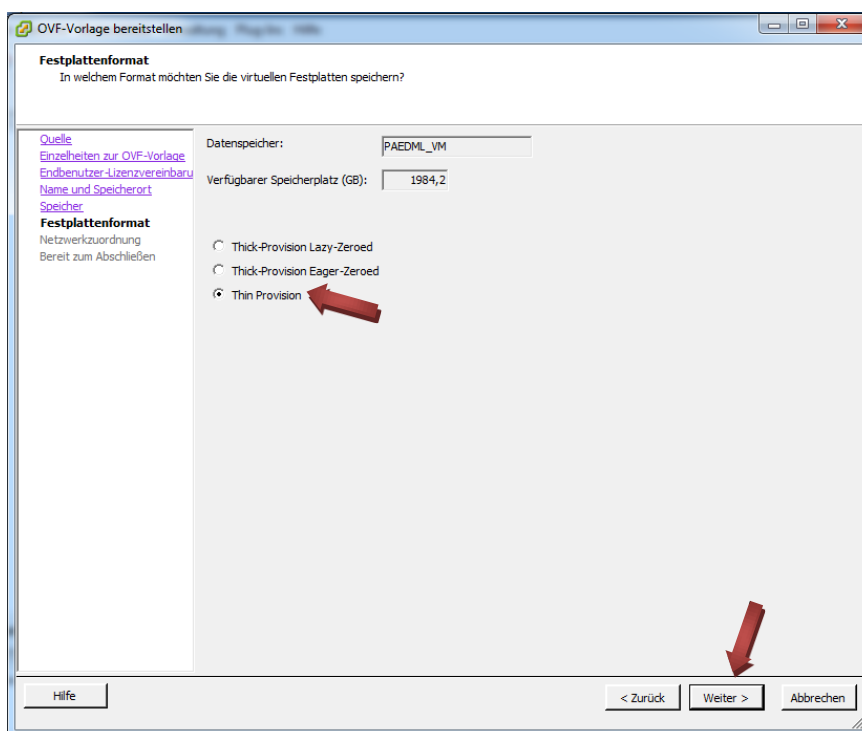 OVF-Vorlage bereitstellen
Festplattenformat
In welchem Format möchten Sie die virtuellen Festplatten speichern?
Quelle
Einzelheiten zur OVF-Vorlage
Endbenutzer-Lizenzvereinbaru
Name und Speicherort
Speicher
Festplattenformat
Netzwerkzuordnung
Bereit zum Abschließen
Datenspeicher: PAEDML_VM
Verfügbarer Speicherplatz (GB): 1984,2
Thick-Provision Lazy-Zeroed
Thick-Provision Eager-Zeroed
Thin Provision
Hilfe < Zurück Weiter > Abbrechen